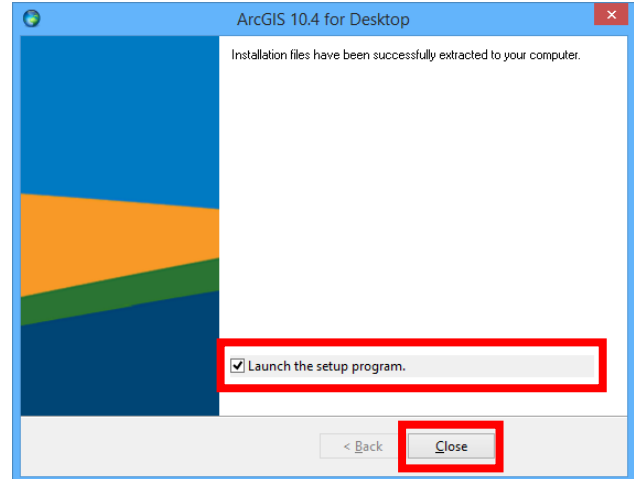 ArcGIS 10.4 for Desktop
Installation files have been successfully extracted to your computer.
Launch the setup program.
< Back
Close